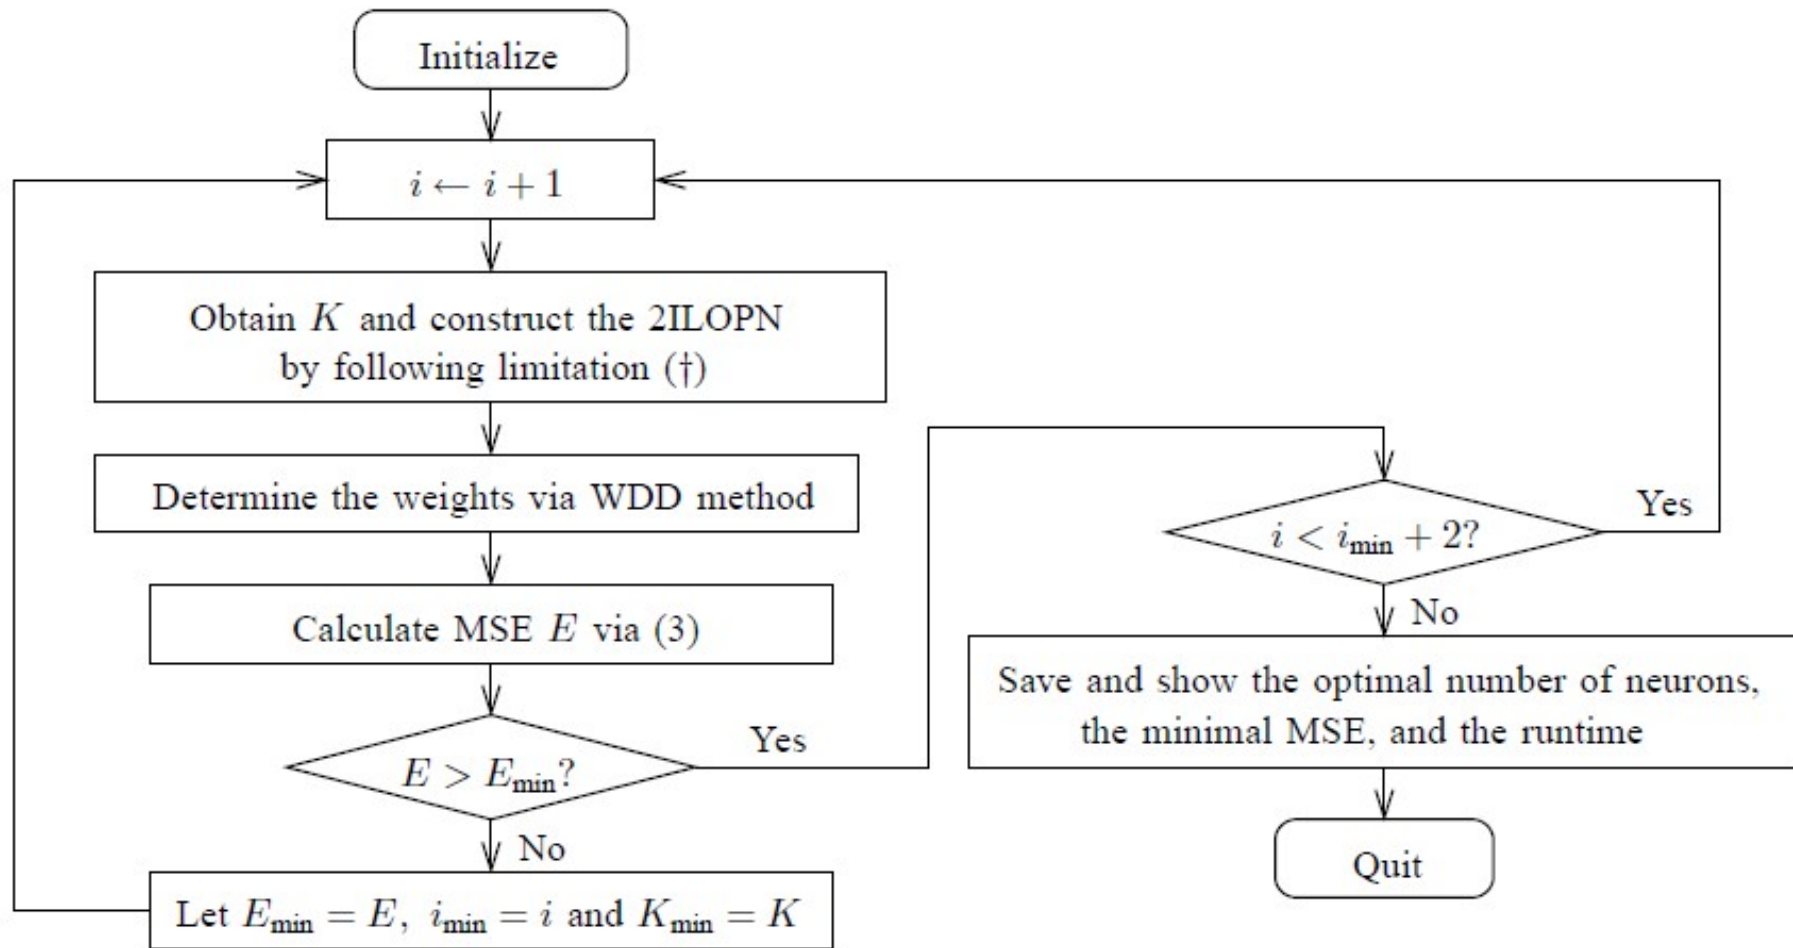 Initialize
i ← i + 1
Obtain K and construct the 2ILOPN
by following limitation (†)
Determine the weights via WDD method
Calculate MSE E via (3)
E > E_min?
Yes
No
Let E_min = E, i_min = i and K_min = K
i < i_min + 2?
Yes
No
Save and show the optimal number of neurons,
the minimal MSE, and the runtime
Quit